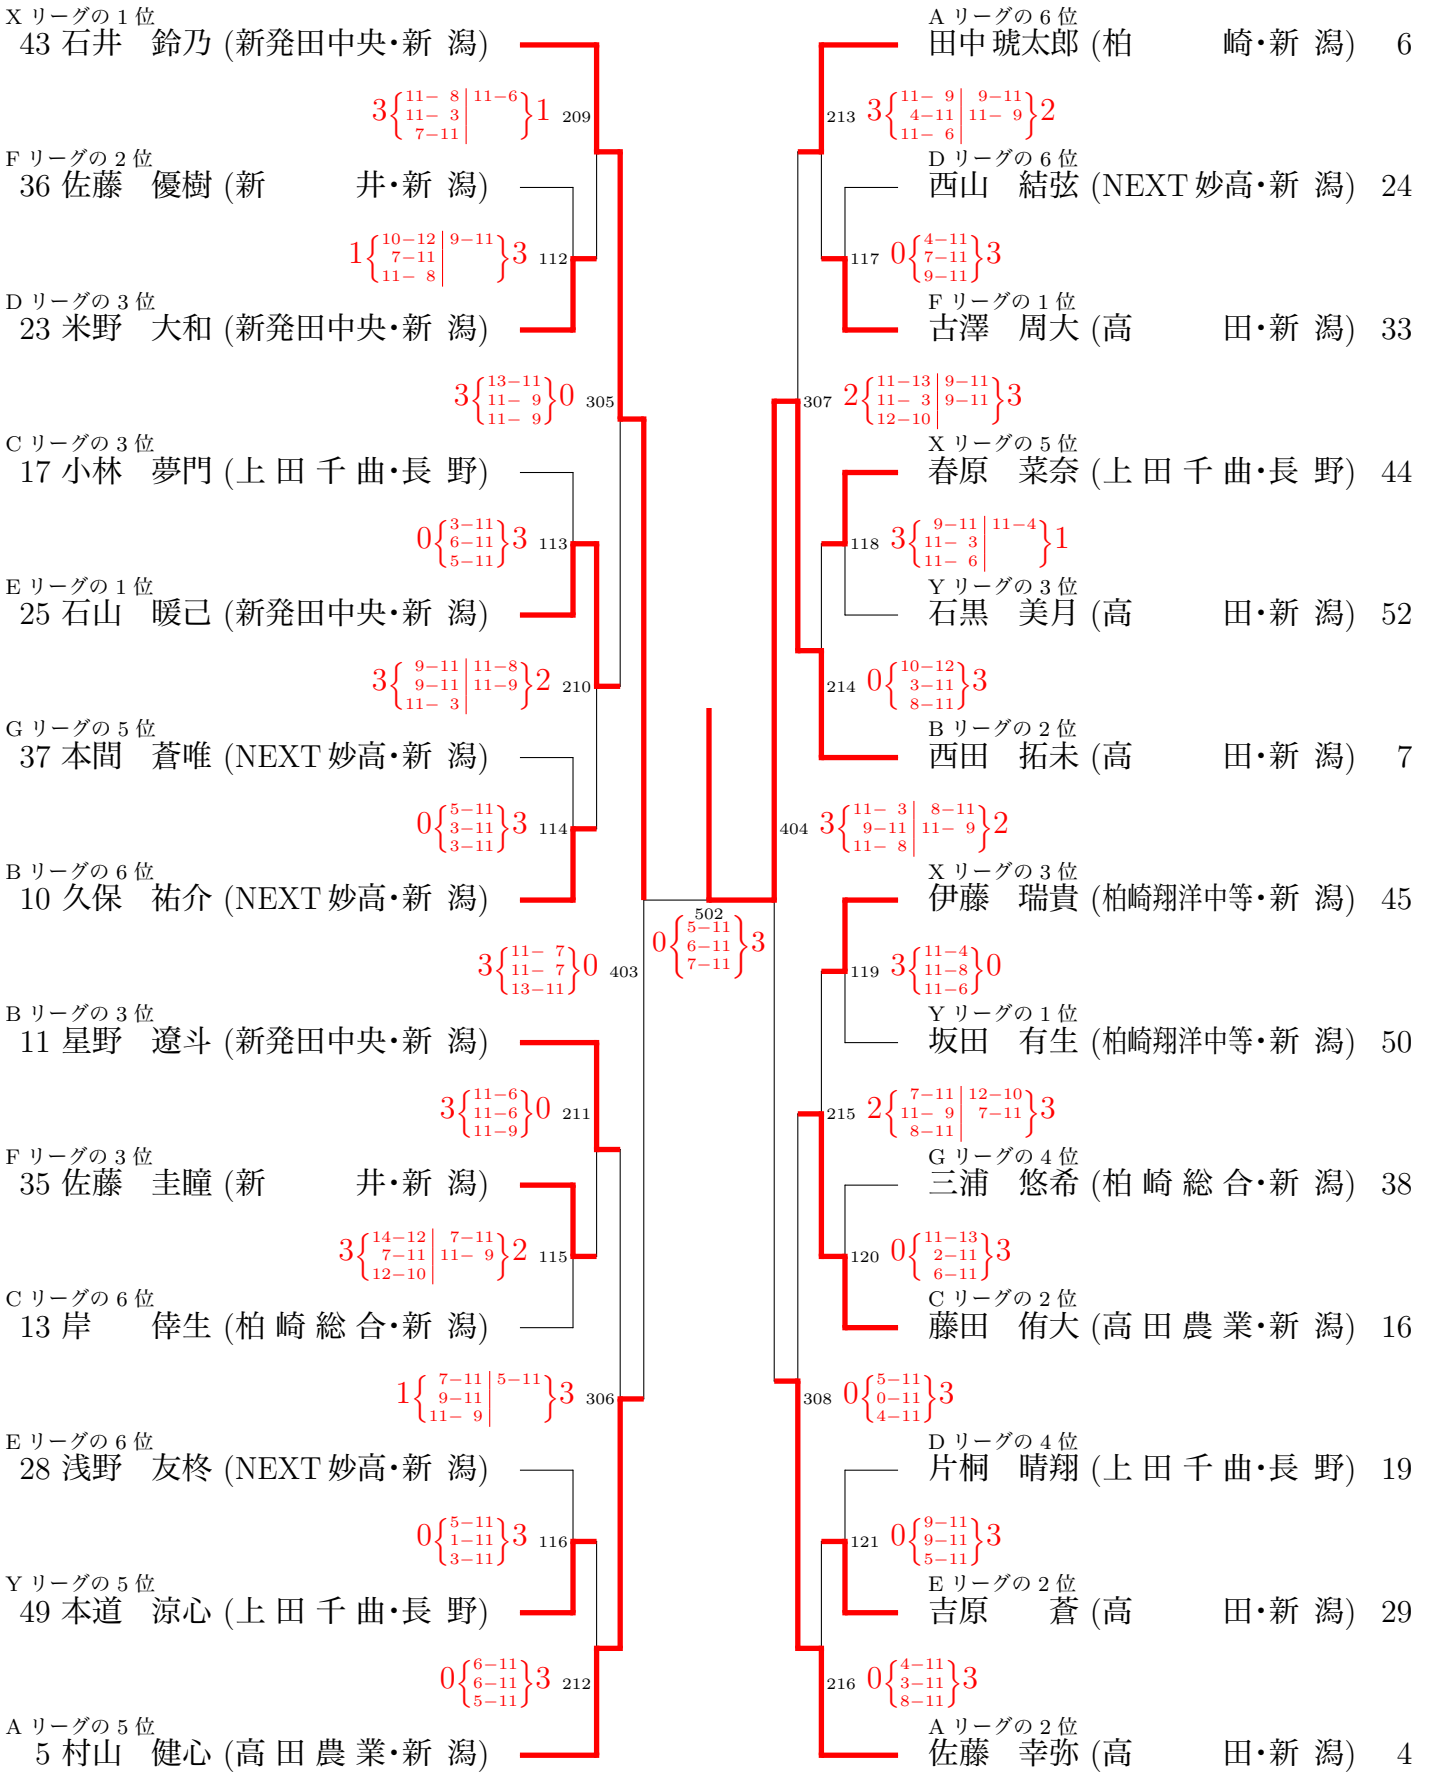 X リーグの 1 位
43 石井 鈴乃 (新発田中央・新 潟)
3{11- 8 11-6 11- 3 7-11}1 209
F リーグの 2 位
36 佐藤 優樹 (新 井・新 潟)
1{10-12 9-11 7-11 11- 8}3 112
D リーグの 3 位
23 米野 大和 (新発田中央・新 潟)
3{13-11 11- 9 11- 9}0 305
C リーグの 3 位
17 小林 夢門 (上 田 千 曲・長 野)
0{3-11 6-11 5-11}3 113
E リーグの 1 位
25 石山 暖己 (新発田中央・新 潟)
3{9-11 11-8 9-11 11-9 11- 3}2 210
G リーグの 5 位
37 本間 蒼唯 (NEXT 妙高・新 潟)
0{5-11 3-11 3-11}3 114
B リーグの 6 位
10 久保 祐介 (NEXT 妙高・新 潟)
3{11- 7 11- 7 13-11}0 403
B リーグの 3 位
11 星野 遼斗 (新発田中央・新 潟)
3{11-6 11-6 11-9}0 211
F リーグの 3 位
35 佐藤 圭瞳 (新 井・新 潟)
3{14-12 7-11 7-11 11- 9 12-10}2 115
C リーグの 6 位
13 岸 倖生 (柏 崎 総 合・新 潟)
1{7-11 5-11 9-11 11- 9}3 306
E リーグの 6 位
28 浅野 友柊 (NEXT 妙高・新 潟)
0{5-11 1-11 3-11}3 116
Y リーグの 5 位
49 本道 涼心 (上 田 千 曲・長 野)
0{6-11 6-11 5-11}3 212
A リーグの 5 位
5 村山 健心 (高 田 農 業・新 潟)
502
0{5-11 6-11 7-11}3
A リーグの 6 位
田中 琥太郎 (柏 崎・新 潟) 6
213 3{11- 9 9-11 4-11 11- 9 11- 6}2
D リーグの 6 位
西山 結弦 (NEXT 妙高・新 潟) 24
117 0{4-11 7-11 9-11}3
F リーグの 1 位
古澤 周大 (高 田・新 潟) 33
307 2{11-13 9-11 11- 3 9-11 12-10}3
X リーグの 5 位
春原 菜奈 (上 田 千 曲・長 野) 44
118 3{9-11 11-4 11- 3 11- 6}1
Y リーグの 3 位
石黒 美月 (高 田・新 潟) 52
214 0{10-12 3-11 8-11}3
B リーグの 2 位
西田 拓未 (高 田・新 潟) 7
404 3{11- 3 8-11 9-11 11- 9 11- 8}2
X リーグの 3 位
伊藤 瑞貴 (柏崎翔洋中等・新 潟) 45
119 3{11-4 11-8 11-6}0
Y リーグの 1 位
坂田 有生 (柏崎翔洋中等・新 潟) 50
215 2{7-11 12-10 11- 9 7-11 8-11}3
G リーグの 4 位
三浦 悠希 (柏 崎 総 合・新 潟) 38
120 0{11-13 2-11 6-11}3
C リーグの 2 位
藤田 侑大 (高 田 農 業・新 潟) 16
308 0{5-11 0-11 4-11}3
D リーグの 4 位
片桐 晴翔 (上 田 千 曲・長 野) 19
121 0{9-11 9-11 5-11}3
E リーグの 2 位
吉原 蒼 (高 田・新 潟) 29
216 0{4-11 3-11 8-11}3
A リーグの 2 位
佐藤 幸弥 (高 田・新 潟) 4